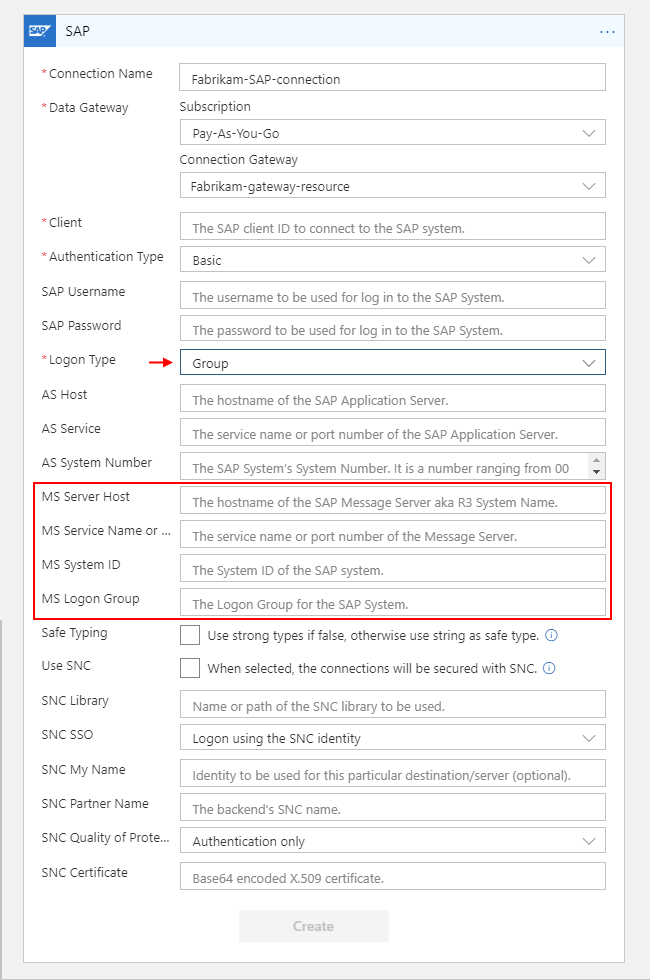 SAP SAP ...
* Connection Name Fabrikam-SAP-connection
* Data Gateway Subscription
Pay-As-You-Go
Connection Gateway
Fabrikam-gateway-resource
* Client The SAP client ID to connect to the SAP system.
* Authentication Type Basic
SAP Username The username to be used for log in to the SAP System.
SAP Password The password to be used for log in to the SAP System.
* Logon Type Group
AS Host The hostname of the SAP Application Server.
AS Service The service name or port number of the SAP Application Server.
AS System Number The SAP System's System Number. It is a number ranging from 00
MS Server Host The hostname of the SAP Message Server aka R3 System Name.
MS Service Name or ... The service name or port number of the Message Server.
MS System ID The System ID of the SAP system.
MS Logon Group The Logon Group for the SAP System.
Safe Typing Use strong types if false, otherwise use string as safe type.
Use SNC When selected, the connections will be secured with SNC.
SNC Library Name or path of the SNC library to be used.
SNC SSO Logon using the SNC identity
SNC My Name Identity to be used for this particular destination/server (optional).
SNC Partner Name The backend's SNC name.
SNC Quality of Prote... Authentication only
SNC Certificate Base64 encoded X.509 certificate.
Create